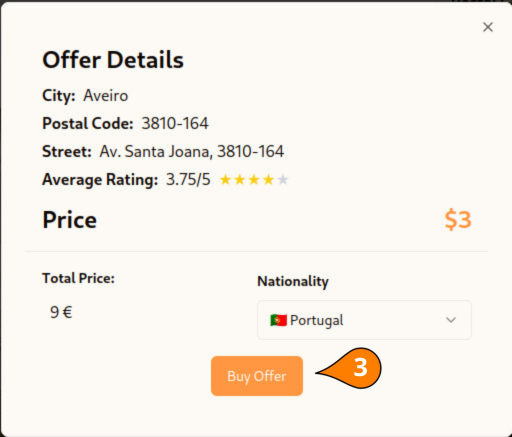 Offer Details
City: Aveiro
Postal Code: 3810-164
Street: Av. Santa Joana, 3810-164
Average Rating: 3.75/5 ★★★★★
Price $3
Total Price: Nationality
9 € 🇵🇹 Portugal
Buy Offer 3